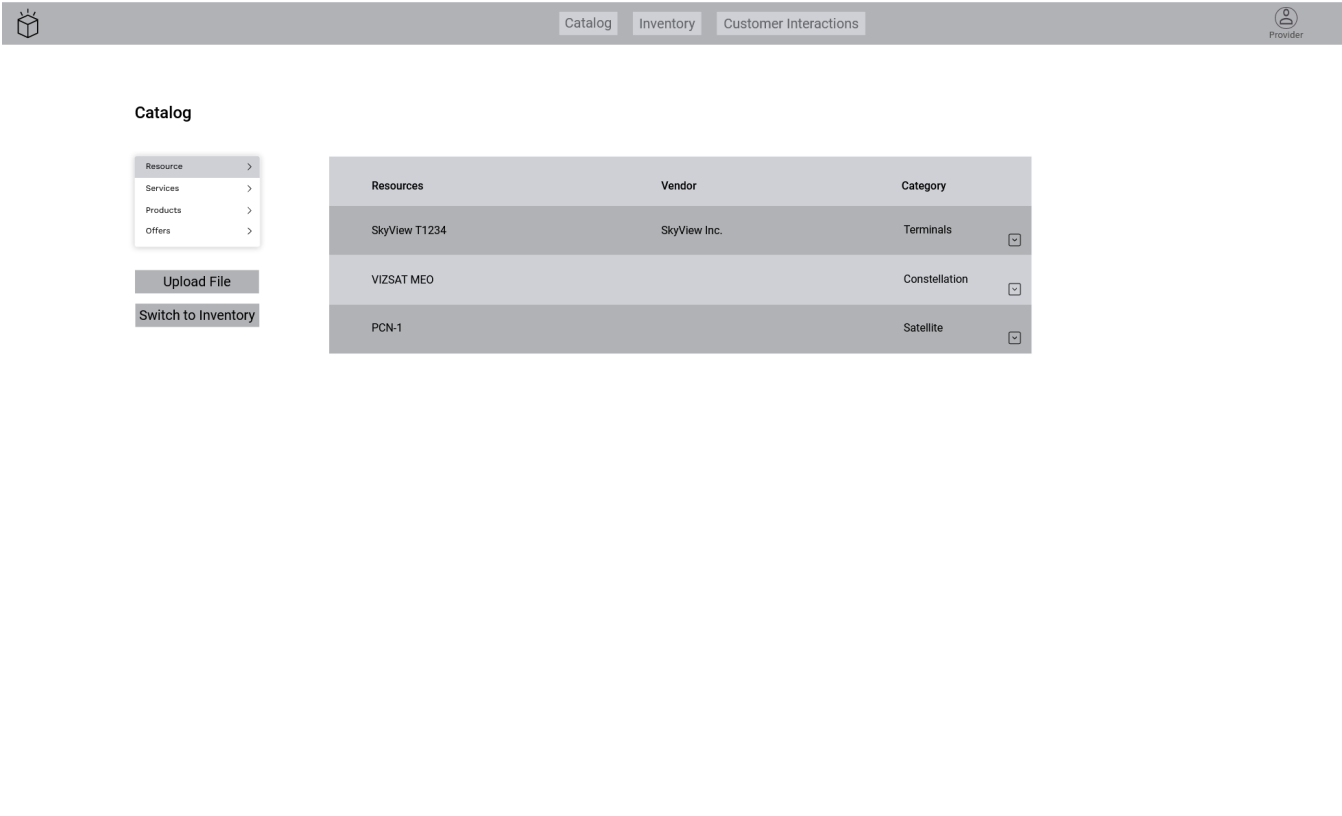 Catalog Inventory Customer Interactions
Provider
Catalog
Resource
Services
Products
Offers
Upload File
Switch to Inventory
Resources Vendor Category
SkyView T1234 SkyView Inc. Terminals
VIZSAT MEO Constellation
PCN-1 Satellite